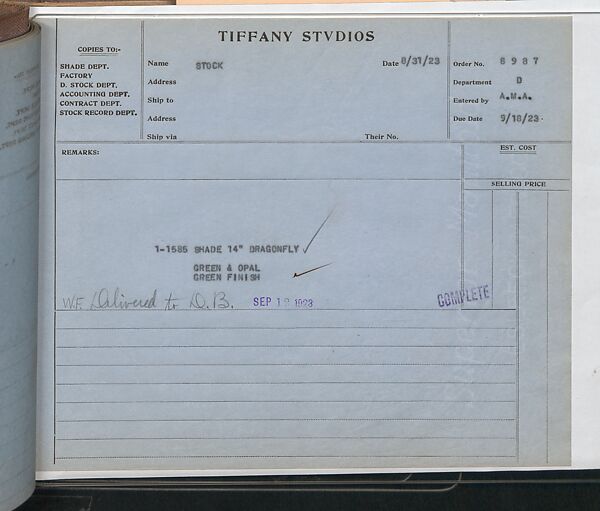 TIFFANY STVDIOS
COPIES TO:-
SHADE DEPT.
FACTORY
D. STOCK DEPT.
ACCOUNTING DEPT.
CONTRACT DEPT.
STOCK RECORD DEPT.
Name STOCK Date 8/31/23
Address
Ship to
Address
Ship via Their No.
Order No. 6987
Department D
Entered by A.M.A.
Due Date 9/18/23.
REMARKS:
EST. COST
SELLING PRICE
1-1585 SHADE 14" DRAGONFLY
GREEN & OPAL
GREEN FINISH
W.F. Delivered to D.B. SEP 1 1923 COMPLETE